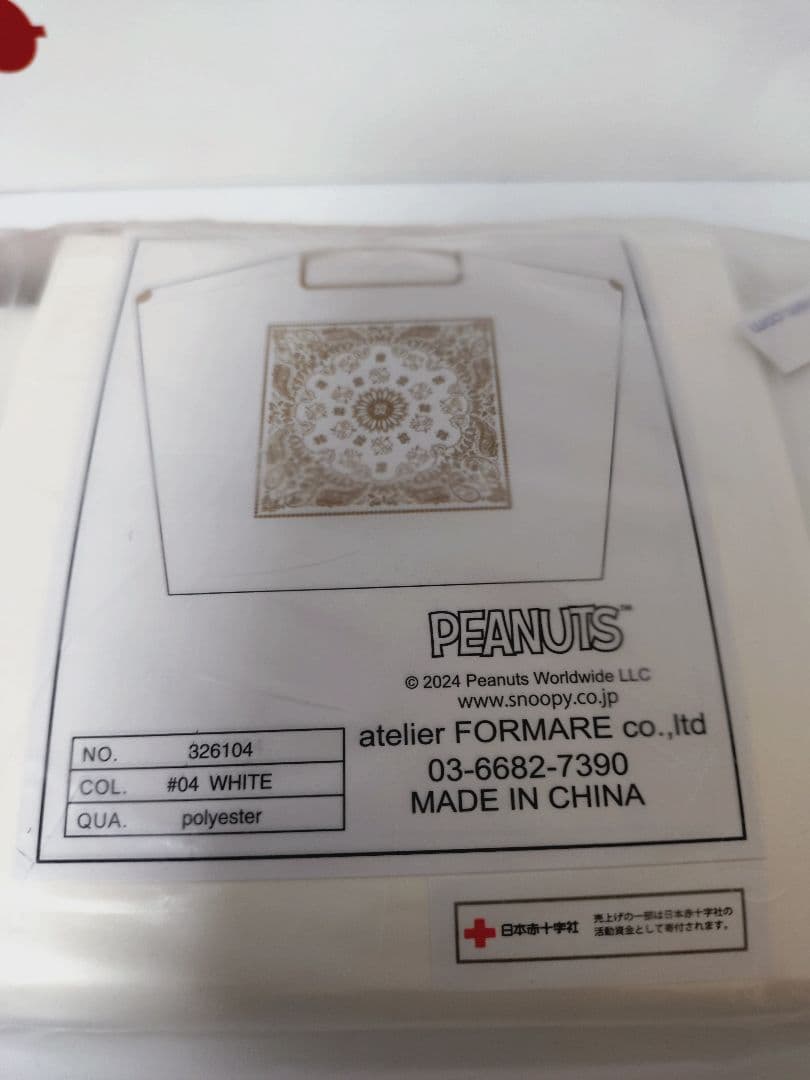 PEANUTS™
© 2024 Peanuts Worldwide LLC
www.snoopy.co.jp
atelier FORMARE co.,ltd
03-6682-7390
MADE IN CHINA
NO. 326104
COL. #04 WHITE
QUA. polyester
日本赤十字社
売上げの一部は日本赤十字社の
活動資金として寄付されます。